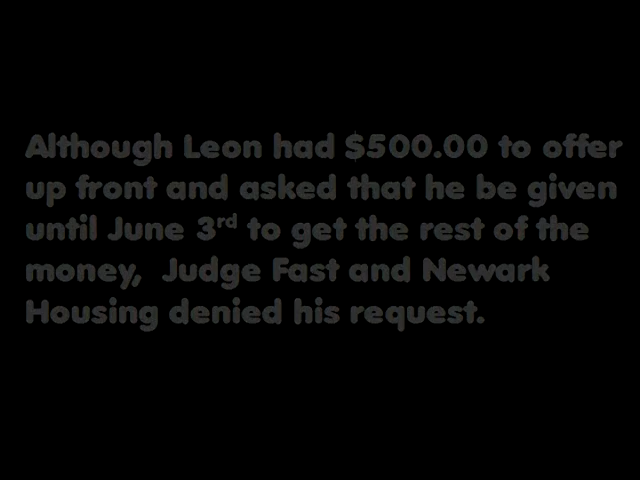 Although Leon had $500.00 to offer
up front and asked that he be given
until June 3rd to get the rest of the
money,  Judge Fast and Newark
Housing denied his request.